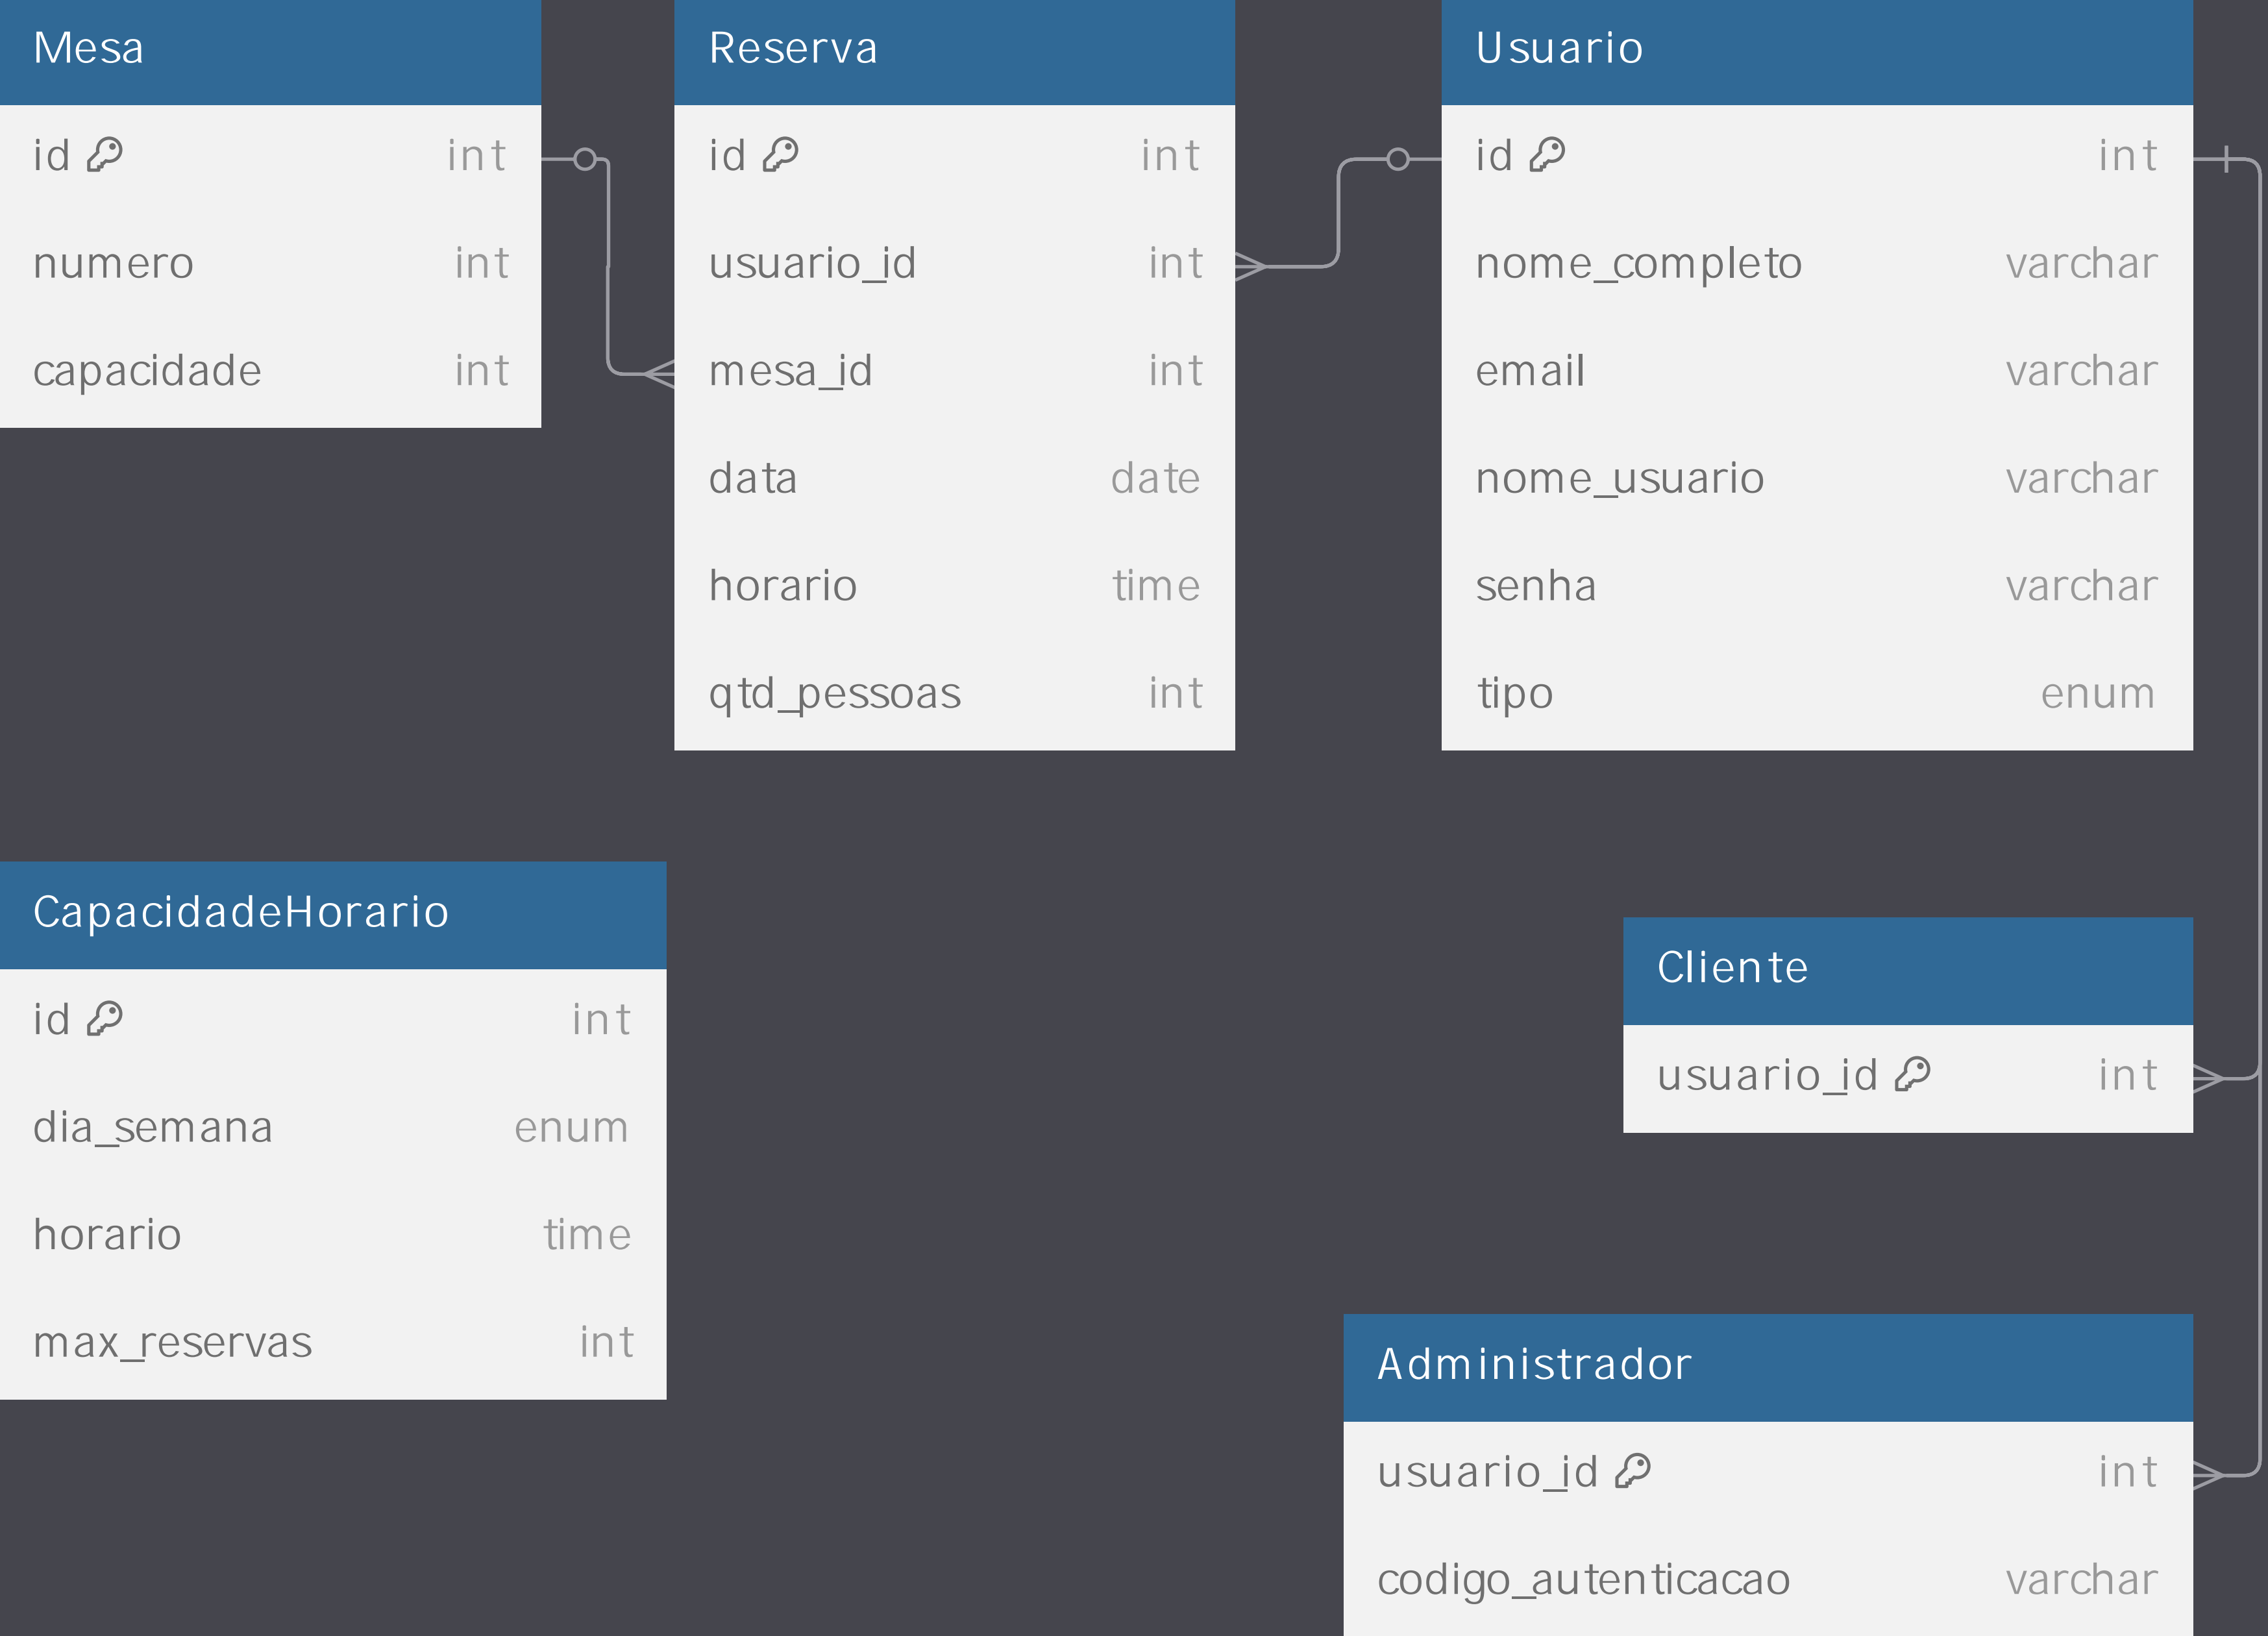 Mesa
id int
numero int
capacidade int
Reserva
id int
usuario_id int
mesa_id int
data date
horario time
qtd_pessoas int
Usuario
id int
nome_completo varchar
email varchar
nome_usuario varchar
senha varchar
tipo enum
CapacidadeHorario
id int
dia_semana enum
horario time
max_reservas int
Cliente
usuario_id int
Administrador
usuario_id int
codigo_autenticacao varchar